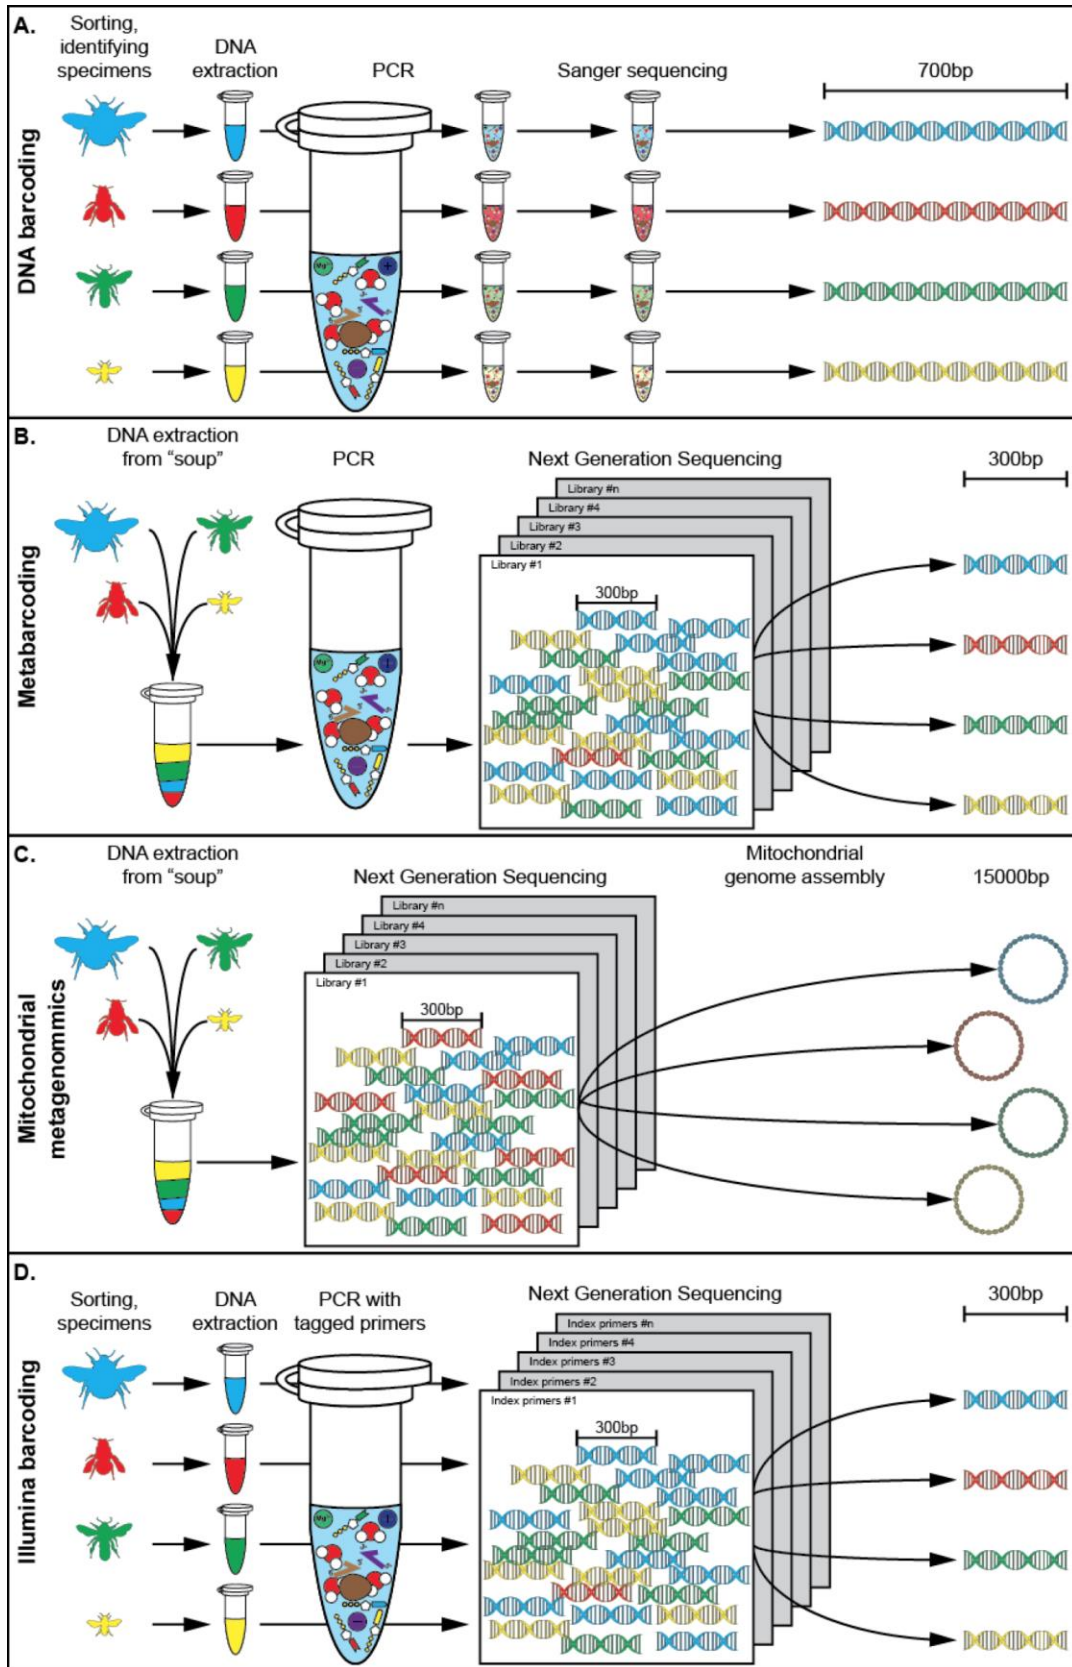 A.
Sorting,
identifying
specimens
DNA
extraction
PCR
Sanger sequencing
700bp
DNA barcoding
B.
DNA extraction
from “soup”
PCR
Next Generation Sequencing
300bp
Library #n
Library #4
Library #3
Library #2
Library #1
300bp
Metabarcoding
C.
DNA extraction
from “soup”
Next Generation Sequencing
Mitochondrial
genome assembly
15000bp
Library #n
Library #4
Library #3
Library #2
Library #1
300bp
Mitochondrial
metagenommics
D.
Sorting,
specimens
DNA
extraction
PCR with
tagged primers
Next Generation Sequencing
300bp
Index primers #n
Index primers #4
Index primers #3
Index primers #2
Index primers #1
300bp
Illumina barcoding